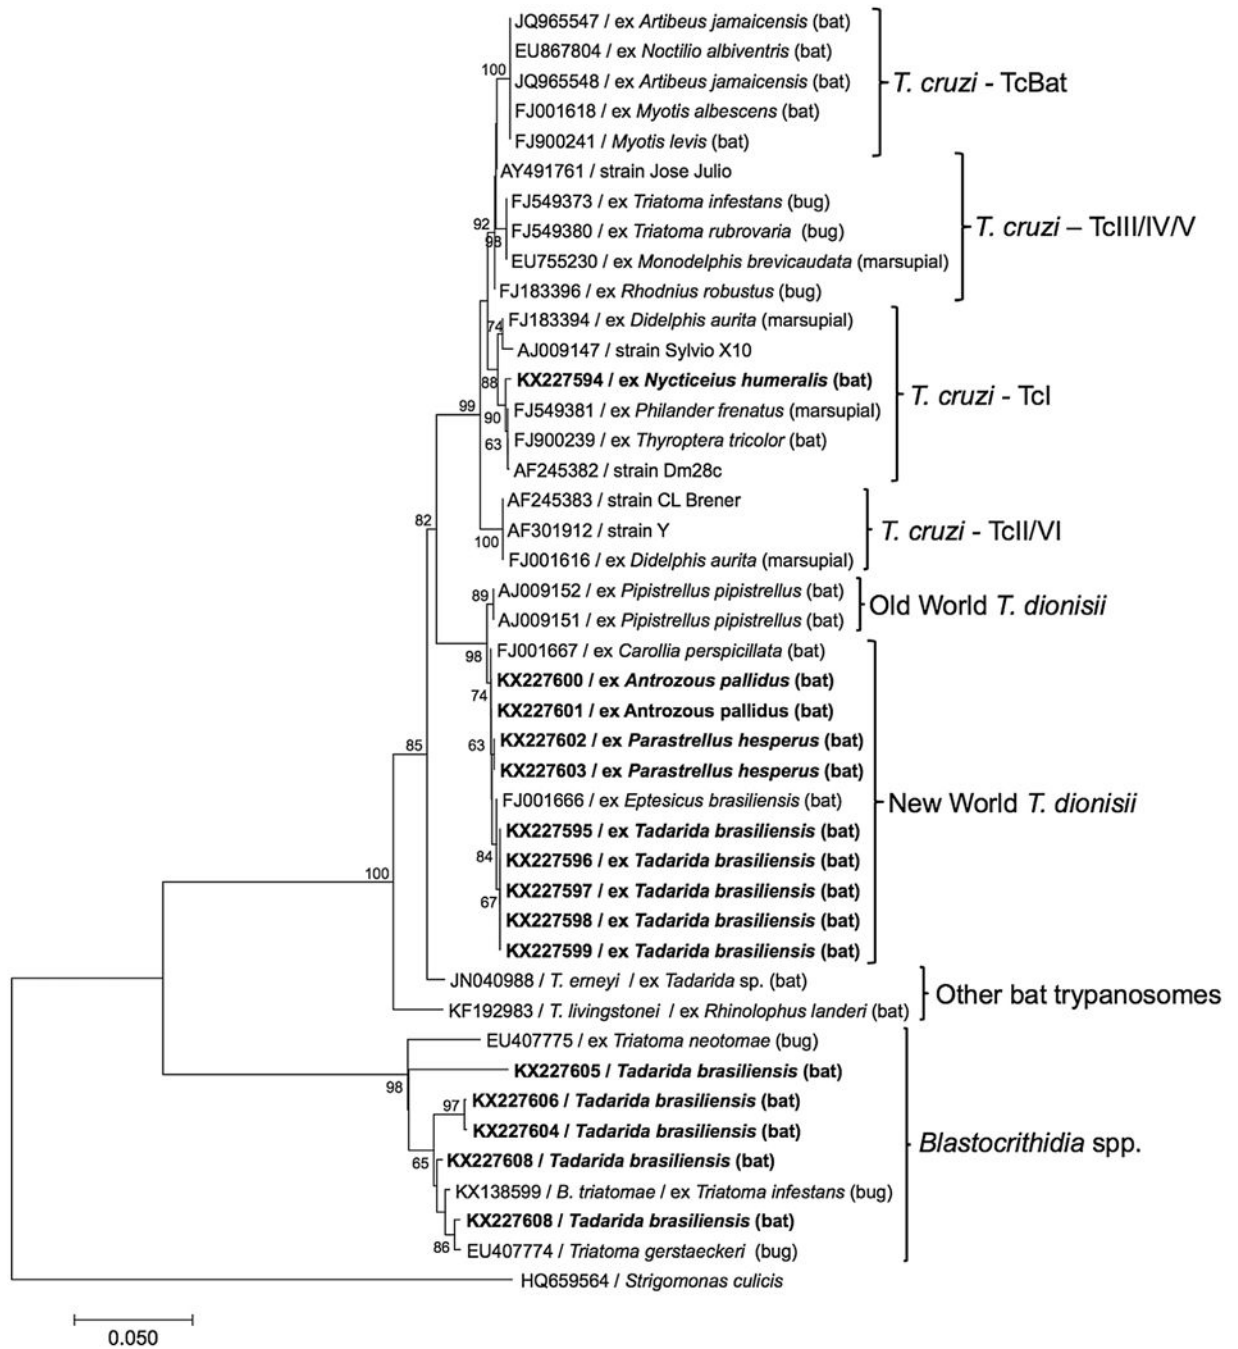 JQ965547 / ex Artibeus jamaicensis (bat)
EU867804 / ex Noctilio albiventris (bat)
100
JQ965548 / ex Artibeus jamaicensis (bat)
T. cruzi - TcBat
FJ001618 / ex Myotis albescens (bat)
FJ900241 / Myotis levis (bat)
AY491761 / strain Jose Julio
FJ549373 / ex Triatoma infestans (bug)
92
FJ549380 / ex Triatoma rubrovaria (bug)
T. cruzi – TcIII/IV/V
98
EU755230 / ex Monodelphis brevicaudata (marsupial)
FJ183396 / ex Rhodnius robustus (bug)
74
FJ183394 / ex Didelphis aurita (marsupial)
AJ009147 / strain Sylvio X10
88
KX227594 / ex Nycticeius humeralis (bat)
T. cruzi - TcI
99
90
FJ549381 / ex Philander frenatus (marsupial)
63
FJ900239 / ex Thyroptera tricolor (bat)
AF245382 / strain Dm28c
AF245383 / strain CL Brener
82
AF301912 / strain Y
T. cruzi - TcII/VI
100
FJ001616 / ex Didelphis aurita (marsupial)
89
AJ009152 / ex Pipistrellus pipistrellus (bat)
Old World T. dionisii
AJ009151 / ex Pipistrellus pipistrellus (bat)
98
FJ001667 / ex Carollia perspicillata (bat)
74
KX227600 / ex Antrozous pallidus (bat)
KX227601 / ex Antrozous pallidus (bat)
85
63
KX227602 / ex Parastrellus hesperus (bat)
KX227603 / ex Parastrellus hesperus (bat)
FJ001666 / ex Eptesicus brasiliensis (bat)
New World T. dionisii
KX227595 / ex Tadarida brasiliensis (bat)
84
KX227596 / ex Tadarida brasiliensis (bat)
100
KX227597 / ex Tadarida brasiliensis (bat)
67
KX227598 / ex Tadarida brasiliensis (bat)
KX227599 / ex Tadarida brasiliensis (bat)
JN040988 / T. erneyi / ex Tadarida sp. (bat)
Other bat trypanosomes
KF192983 / T. livingstonei / ex Rhinolophus landeri (bat)
EU407775 / ex Triatoma neotomae (bug)
98
KX227605 / Tadarida brasiliensis (bat)
97
KX227606 / Tadarida brasiliensis (bat)
KX227604 / Tadarida brasiliensis (bat)
Blastocrithidia spp.
65
KX227608 / Tadarida brasiliensis (bat)
KX138599 / B. triatomae / ex Triatoma infestans (bug)
KX227608 / Tadarida brasiliensis (bat)
86
EU407774 / Triatoma gerstaeckeri (bug)
HQ659564 / Strigomonas culicis
0.050